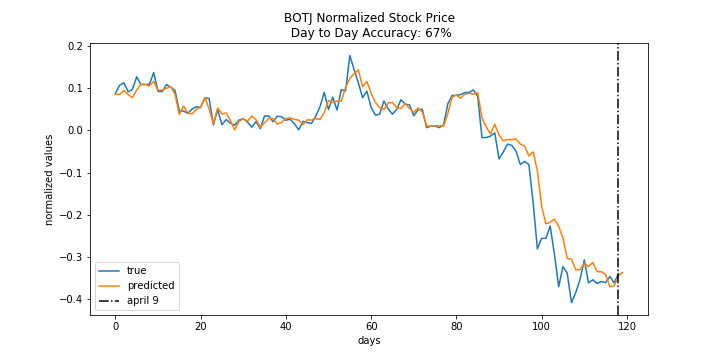 BOTJ Normalized Stock Price
Day to Day Accuracy: 67%
0.2
0.1
0.0
−0.1
−0.2
−0.3
−0.4
normalized values
true
predicted
april 9
0 20 40 60 80 100 120
days